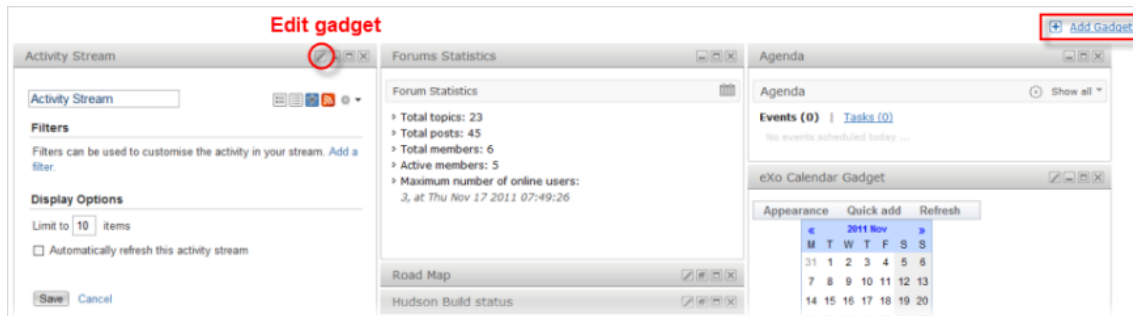 Edit gadget
Add Gadget
Activity Stream
Activity Stream
Filters
Filters can be used to customise the activity in your stream. Add a
filter.
Display Options
Limit to 10 items
Automatically refresh this activity stream
Save Cancel
Forums Statistics
Forum Statistics
Total topics: 23
Total posts: 45
Total members: 6
Active members: 5
Maximum number of online users:
3, at Thu Nov 17 2011 07:49:26
Road Map
Hudson Build status
Agenda
Agenda Show all
Events (0) | Tasks (0)
No events scheduled today ...
eXo Calendar Gadget
Appearance Quick add Refresh
« 2011 Nov »
M T W T F S S
31 1 2 3 4 5 6
7 8 9 10 11 12 13
14 15 16 17 18 19 20